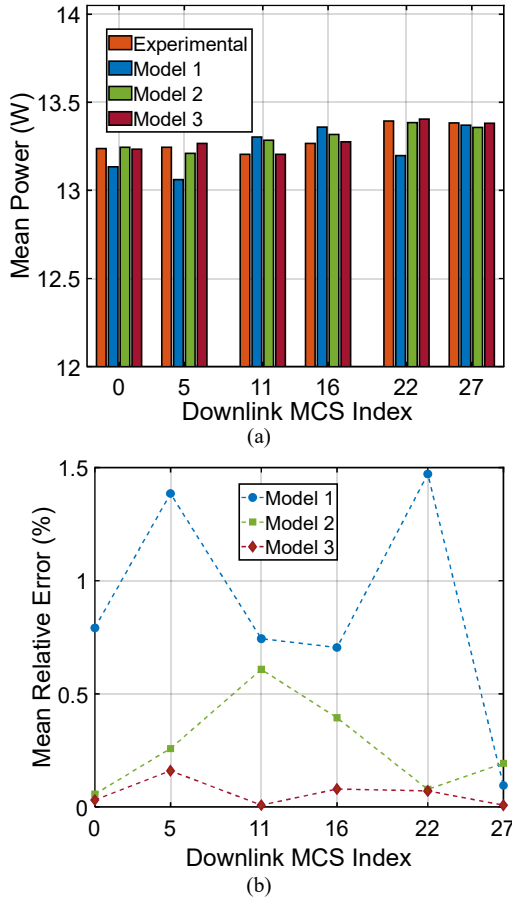 14
13.5
13
12.5
12
Mean Power (W)
Experimental
Model 1
Model 2
Model 3
0 5 11 16 22 27
Downlink MCS Index
(a)
1.5
1
0.5
0
Mean Relative Error (%)
Model 1
Model 2
Model 3
0 5 11 16 22 27
Downlink MCS Index
(b)